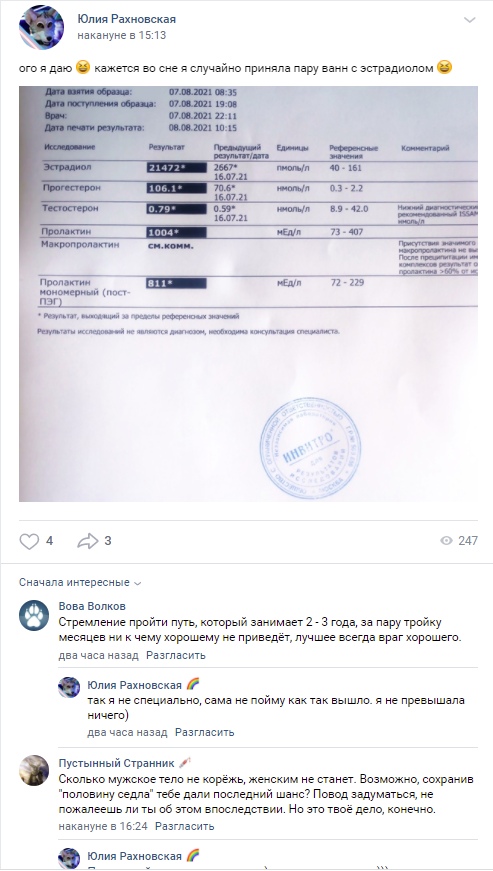 Юлия Рахновская
накануне в 15:13
ого я даю 😆 кажется во сне я случайно приняла пару ванн с эстрадиолом 😆
Дата взятия образца: 07.08.2021 08:35
Дата поступления образца: 07.08.2021 19:08
Врач: 07.08.2021 22:11
Дата печати результата: 08.08.2021 10:15
Исследование Результат Предыдущий результат/дата Единицы Референсные значения Комментарий
Эстрадиол 21472* 2667* пмоль/л 40 - 161
16.07.21
Прогестерон 106.1* 70.6* нмоль/л 0.3 - 2.2
16.07.21
Тестостерон 0.79* 0.59* нмоль/л 8.9 - 42.0 Нижний диагностически
16.07.21 рекомендованный ISSAM
нмоль/л
Пролактин 1004* мЕд/л 73 - 407
Макропролактин см.комм. Присутствия значимого
макропролактина не вы
После преципитации им
комплексов результат о
пролактина >60% от ис
Пролактин 811* мЕд/л 72 - 229
мономерный (пост-
ПЭГ)
* Результат, выходящий за пределы референсных значений
Результаты исследований не являются диагнозом, необходима консультация специалиста.
ИНВИТРО
4 3 247
Сначала интересные
Вова Волков
Стремление пройти путь, который занимает 2 - 3 года, за пару тройку
месяцев ни к чему хорошему не приведёт, лучшее всегда враг хорошего.
два часа назад Разгласить
Юлия Рахновская 🌈
так я не специально, сама не пойму как так вышло. я не превышала
ничего)
два часа назад Разгласить
Пустынный Странник
Сколько мужское тело не корёжь, женским не станет. Возможно, сохранив
"половину седла" тебе дали последний шанс? Повод задуматься, не
пожалеешь ли ты об этом впоследствии. Но это твоё дело, конечно.
накануне в 16:24 Разгласить
Юлия Рахновская 🌈